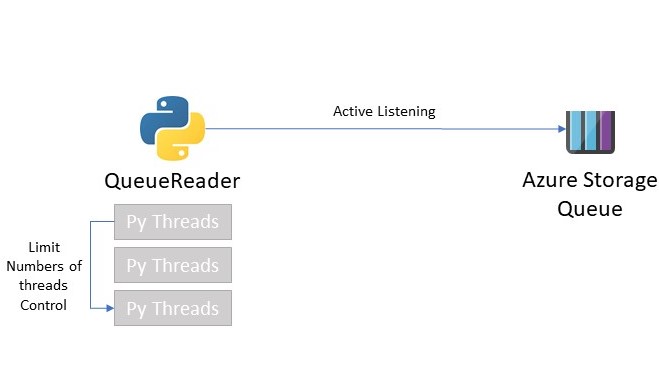 Active Listening
QueueReader
Azure Storage
Queue
Py Threads
Py Threads
Py Threads
Limit
Numbers of
threads
Control